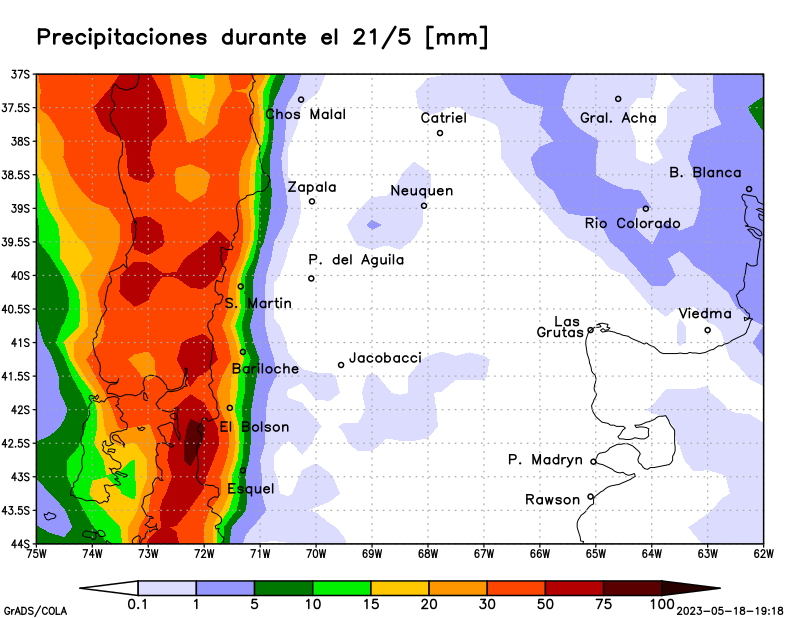 Precipitaciones durante el 21/5 [mm]
37S
37.5S
Chos Malal
Catriel
Gral. Acha
38S
38.5S
B. Blanca
Zapala
Neuquen
39S
Rio Colorado
39.5S
P. del Aguila
40S
S. Martin
40.5S
Viedma
Las
Grutas
41S
Jacobacci
Bariloche
41.5S
42S
El Bolson
42.5S
P. Madryn
43S
Esquel
Rawson
43.5S
44S
75W 74W 73W 72W 71W 70W 69W 68W 67W 66W 65W 64W 63W 62W
0.1 1 5 10 15 20 30 50 75 100
GrADS/COLA
2023-05-18-19:18